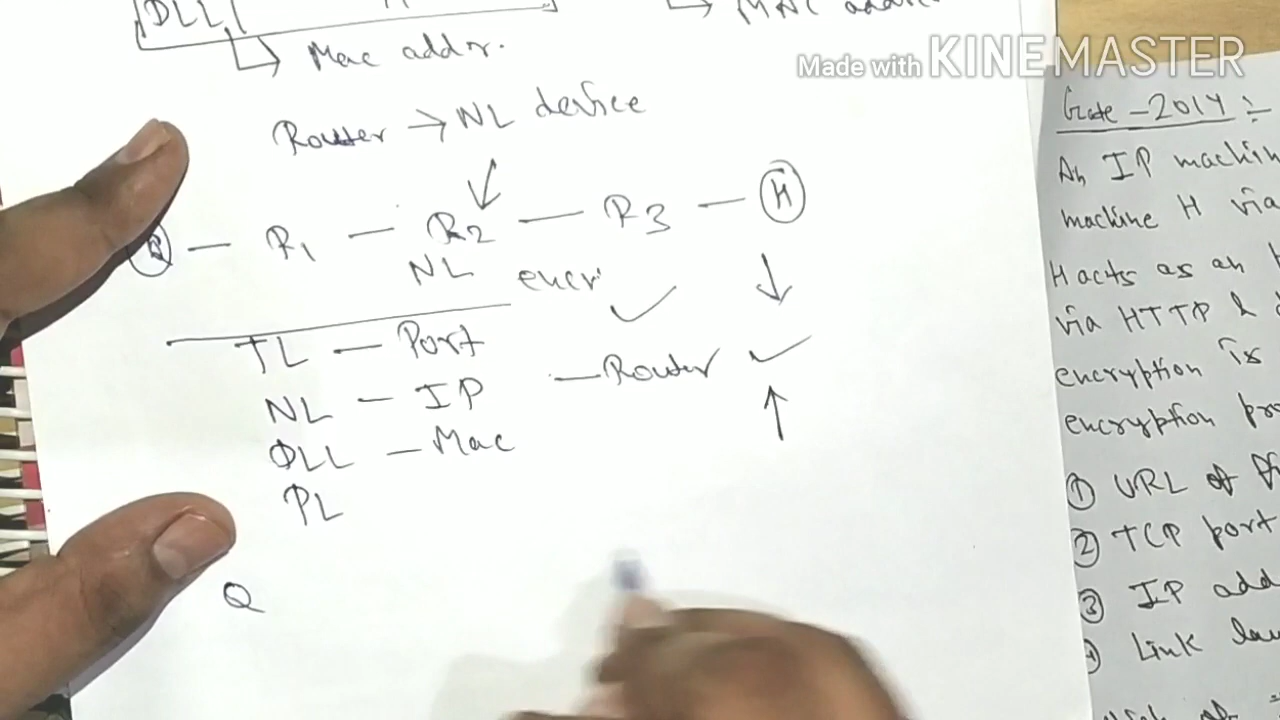 DLL
MAC
Mac addr.
Made with KINEMASTER
Router → NL device
Q — R1 — R2 — R3 — H
NL encr
TL — Port
NL — IP — Router ✓
DLL — Mac
PL
Q
Gate - 2014 :-
An IP machin
machine H via
H acts as an
via HTTP &
encryption is
encryption pro
① URL of
② TCP port
③ IP add
Link